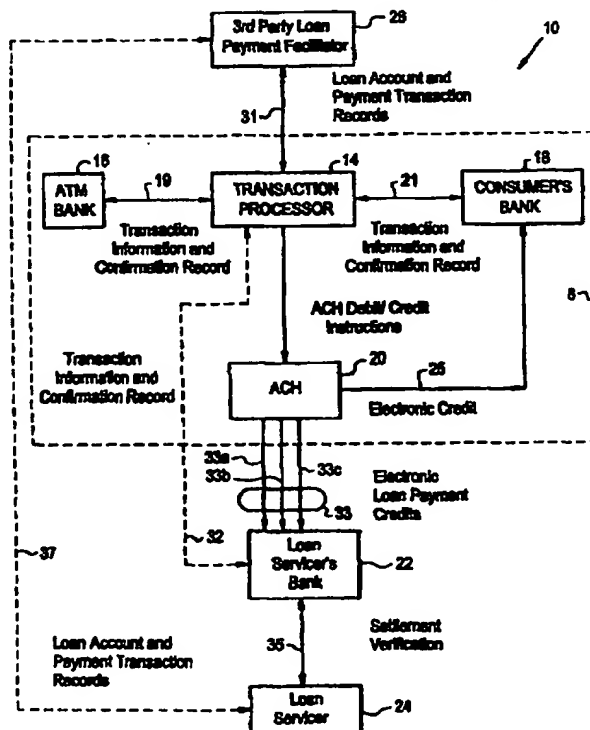 3rd Party Loan
Payment Facilitator
28
10
Loan Account and
Payment Transaction
Records
31
16
14
18
ATM
BANK
19
TRANSACTION
PROCESSOR
21
CONSUMER'S
BANK
Transaction
Information and
Confirmation Record
Transaction
Information and
Confirmation Record
8
ACH Debit/ Credit
Instructions
Transaction
Information and
Confirmation Record
20
ACH
26
Electronic Credit
33a
33b
33c
Electronic
Loan Payment
Credits
33
37
32
Loan
Servicer's
Bank
22
35
Settlement
Verification
Loan Account and
Payment Transaction
Records
Loan
Servicer
24